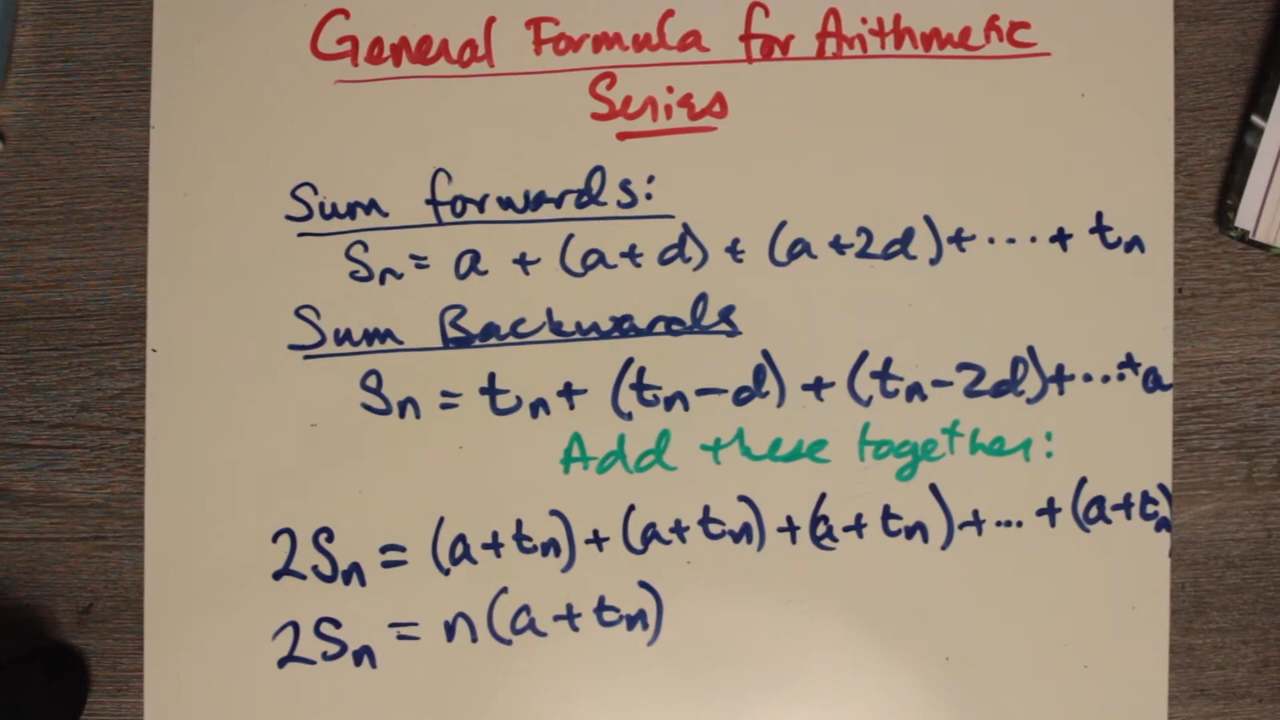 General Formula for Arithmetic
Series
Sum forwards:
Sₙ = a + (a+d) + (a+2d)+ ... + tₙ
Sum Backwards
Sₙ = tₙ + (tₙ-d) + (tₙ-2d)+...+a
Add these together:
2Sₙ = (a+tₙ)+(a+tₙ)+(a+tₙ)+...+(a+tₙ)
2Sₙ = n(a+tₙ)